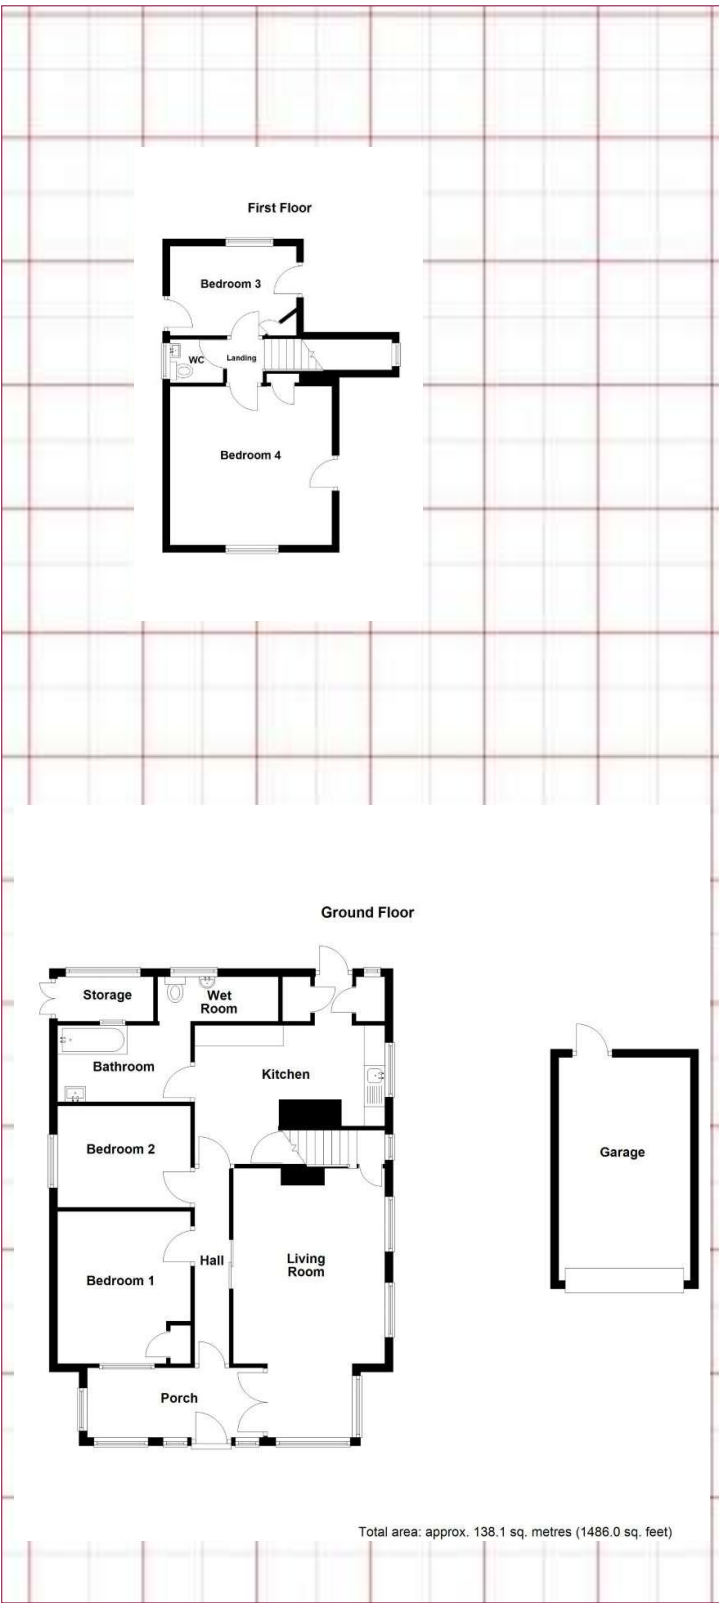 First Floor
Bedroom 3
WC
Landing
Bedroom 4
Ground Floor
Storage
Wet
Room
Bathroom
Kitchen
Bedroom 2
Garage
Hall
Living
Room
Bedroom 1
Porch
Total area: approx. 138.1 sq. metres (1486.0 sq. feet)